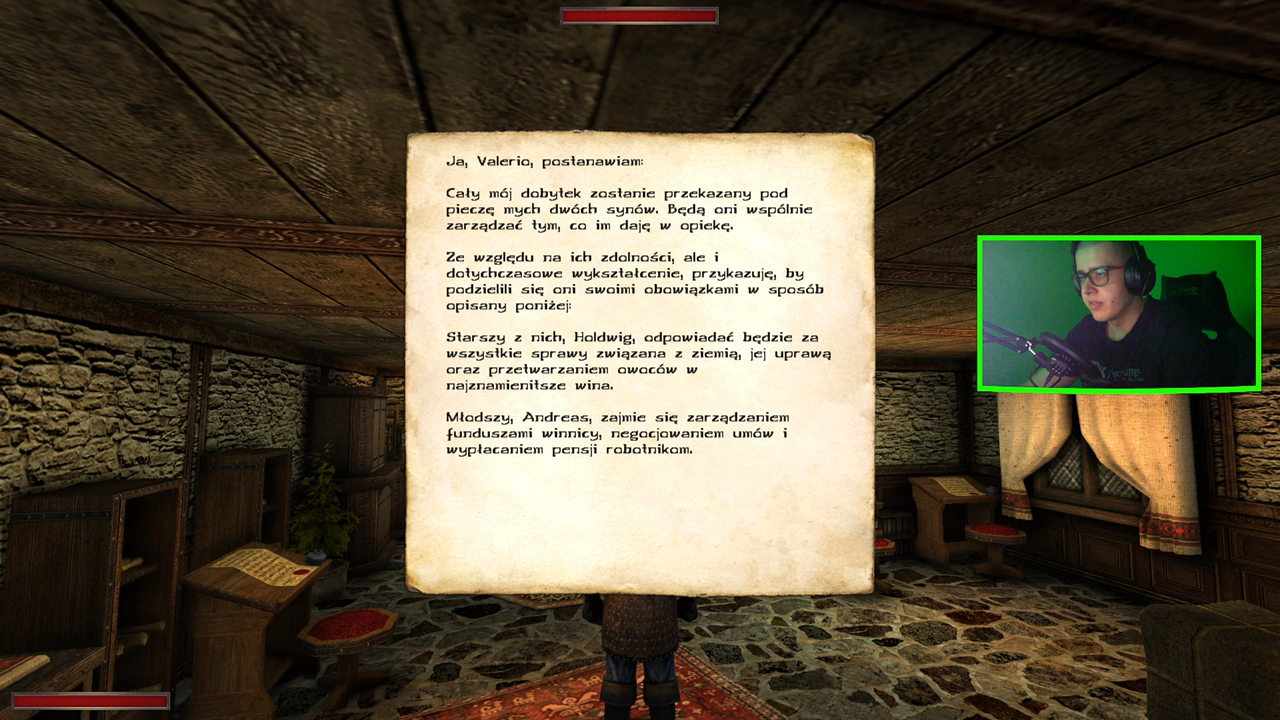 Ja, Valerio, postanawiam:
Cały mój dobytek zostanie przekazany pod
pieczę mych dwóch synów. Będą oni wspólnie
zarządzać tym, co im daję w opiekę.
Ze względu na ich zdolności, ale i
dotychczasowe wykształcenie, przykazuję, by
podzielili się oni swoimi obowiązkami w sposób
opisany poniżej:
Starszy z nich, Holdwig, odpowiadać będzie za
wszystkie sprawy związana z ziemią, jej uprawą
oraz przetwarzaniem owoców w
najznamienitsze wina.
Młodszy, Andreas, zajmie się zarządzaniem
funduszami winnicy, negocjowaniem umów i
wypłacaniem pensji robotnikom.